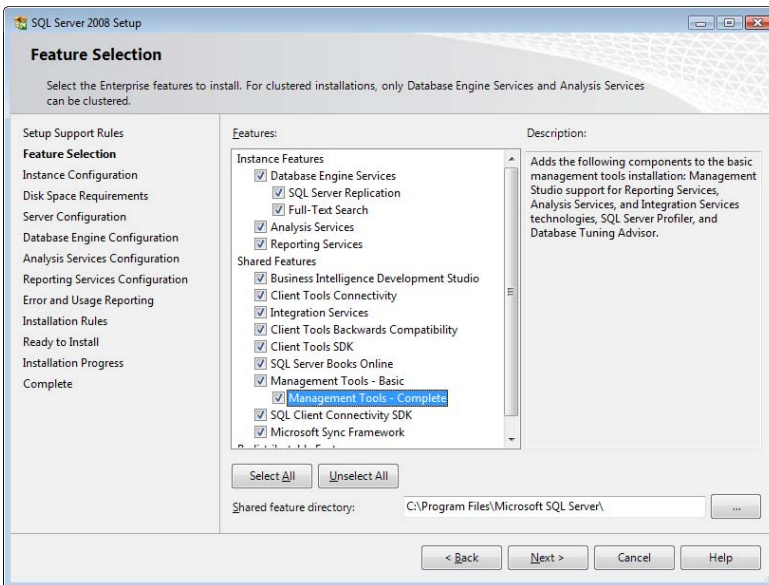 SQL Server 2008 Setup
Feature Selection
Select the Enterprise features to install. For clustered installations, only Database Engine Services and Analysis Services
can be clustered.
Setup Support Rules
Feature Selection
Instance Configuration
Disk Space Requirements
Server Configuration
Database Engine Configuration
Analysis Services Configuration
Reporting Services Configuration
Error and Usage Reporting
Installation Rules
Ready to Install
Installation Progress
Complete
Features:
Instance Features
Database Engine Services
SQL Server Replication
Full-Text Search
Analysis Services
Reporting Services
Shared Features
Business Intelligence Development Studio
Client Tools Connectivity
Integration Services
Client Tools Backwards Compatibility
Client Tools SDK
SQL Server Books Online
Management Tools - Basic
Management Tools - Complete
SQL Client Connectivity SDK
Microsoft Sync Framework
Description:
Adds the following components to the basic
management tools installation: Management
Studio support for Reporting Services,
Analysis Services, and Integration Services
technologies, SQL Server Profiler, and
Database Tuning Advisor.
Select All
Unselect All
Shared feature directory:
C:\Program Files\Microsoft SQL Server\
...
< Back
Next >
Cancel
Help